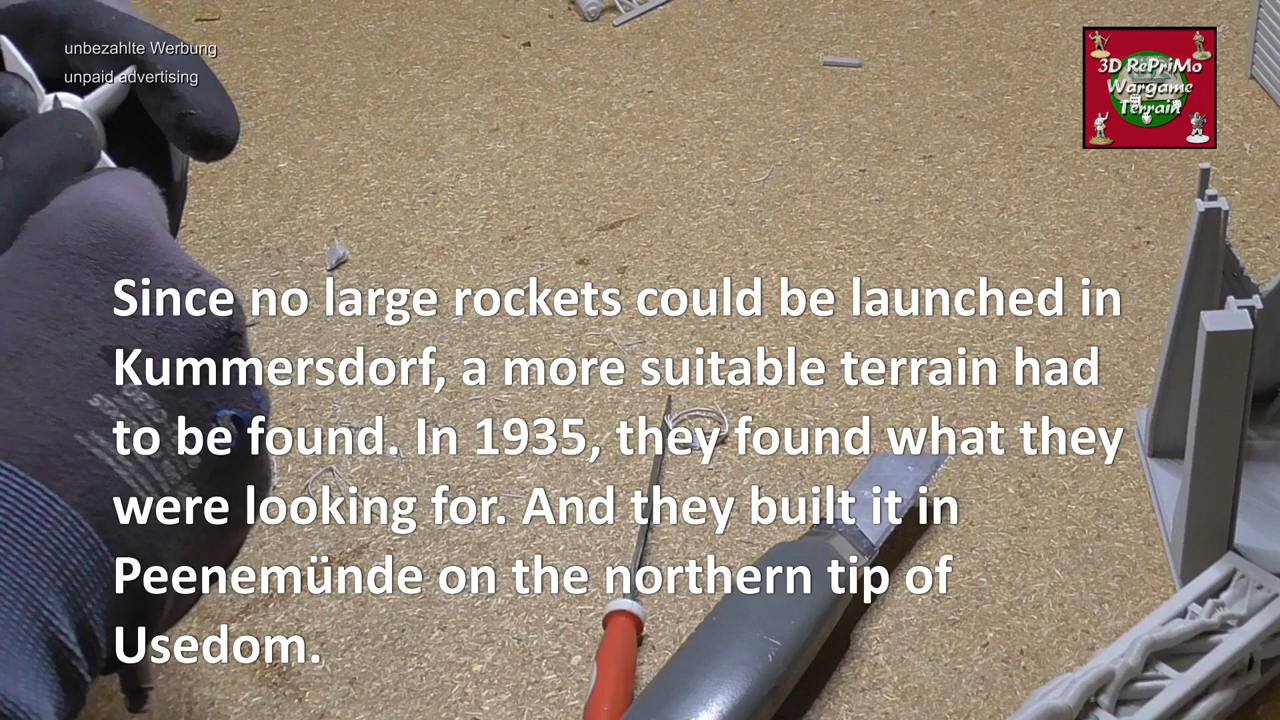 unbezahlte Werbung
unpaid advertising
3D RePriMo
Wargame
Terrain
Since no large rockets could be launched in
Kummersdorf, a more suitable terrain had
to be found. In 1935, they found what they
were looking for. And they built it in
Peenemünde on the northern tip of
Usedom.